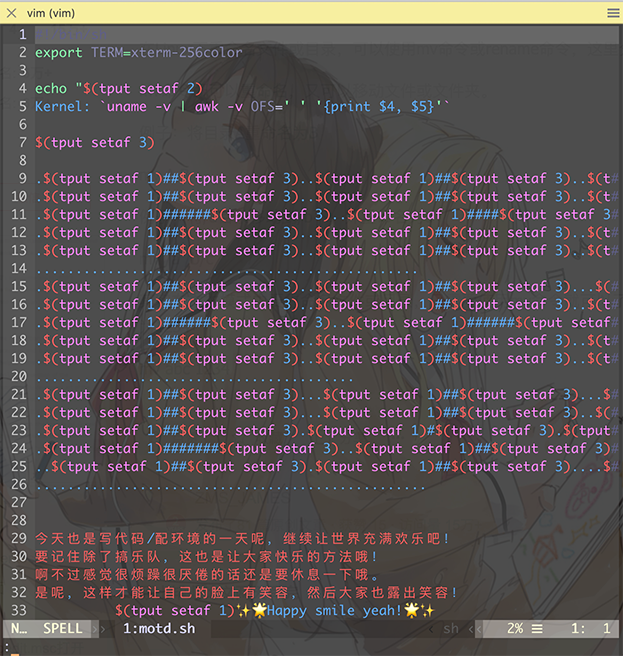 vim (vim)
1
2 export TERM=xterm-256color
3
4 echo "$(tput setaf 2)
5 Kernel: `uname -v | awk -v OFS=' ' '{print $4, $5}'`
6
7 $(tput setaf 3)
8
9 .$(tput setaf 1)##$(tput setaf 3)..$(tput setaf 1)##$(tput setaf 3)..$(t#
10 .$(tput setaf 1)##$(tput setaf 3)..$(tput setaf 1)##$(tput setaf 3)..$(t#
11 .$(tput setaf 1)######$(tput setaf 3)..$(tput setaf 1)####$(tput setaf 3#
12 .$(tput setaf 1)##$(tput setaf 3)..$(tput setaf 1)##$(tput setaf 3)..$(t#
13 .$(tput setaf 1)##$(tput setaf 3)..$(tput setaf 1)##$(tput setaf 3)..$(t#
14 ................................................
15 .$(tput setaf 1)##$(tput setaf 3)..$(tput setaf 1)##$(tput setaf 3)...$(#
16 .$(tput setaf 1)##$(tput setaf 3)..$(tput setaf 1)##$(tput setaf 3)..$(t#
17 .$(tput setaf 1)######$(tput setaf 3)..$(tput setaf 1)######$(tput setaf#
18 .$(tput setaf 1)##$(tput setaf 3)..$(tput setaf 1)##$(tput setaf 3)..$(t#
19 .$(tput setaf 1)##$(tput setaf 3)..$(tput setaf 1)##$(tput setaf 3)..$(t#
20 ........................................
21 .$(tput setaf 1)##$(tput setaf 3)...$(tput setaf 1)##$(tput setaf 3)...$#
22 .$(tput setaf 1)##$(tput setaf 3)...$(tput setaf 1)##$(tput setaf 3)..$(#
23 .$(tput setaf 1)##$(tput setaf 3).$(tput setaf 1)#$(tput setaf 3).$(tput#
24 .$(tput setaf 1)#######$(tput setaf 3)..$(tput setaf 1)##$(tput setaf 3)#
25 ..$(tput setaf 1)##$(tput setaf 3).$(tput setaf 1)##$(tput setaf 3)....$#
26 .................................................
27
28
29 今天也是写代码/配环境的一天呢, 继续让世界充满欢乐吧!
30 要记住除了搞乐队, 这也是让大家快乐的方法哦!
31 啊不过感觉很烦躁很厌倦的话还是要休息一下哦。
32 是呢, 这样才能让自己的脸上有笑容, 然后大家也露出笑容!
33 $(tput setaf 1)✨🌟Happy smile yeah!🌟✨
N… SPELL 1:motd.sh sh 2% ☰ 1: 1
: